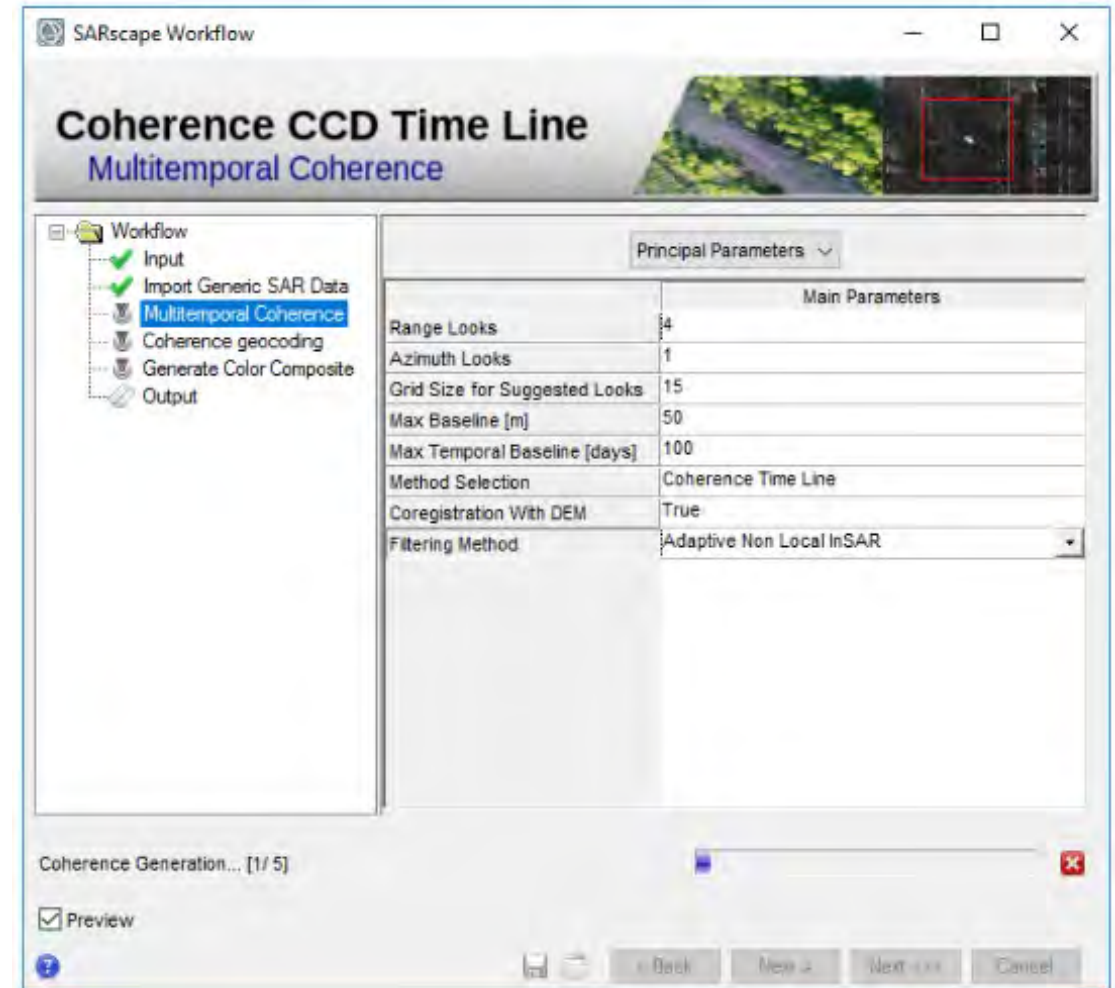 SARscape Workflow
Coherence CCD Time Line
Multitemporal Coherence
Workflow
Input
Import Generic SAR Data
Multitemporal Coherence
Coherence geocoding
Generate Color Composite
Output
Principal Parameters
Main Parameters
Range Looks 4
Azimuth Looks 1
Grid Size for Suggested Looks 15
Max Baseline [m] 50
Max Temporal Baseline [days] 100
Method Selection Coherence Time Line
Coregistration With DEM True
Filtering Method Adaptive Non Local InSAR
Coherence Generation... [1/ 5]
Preview
< Back Next > Next >>> Cancel